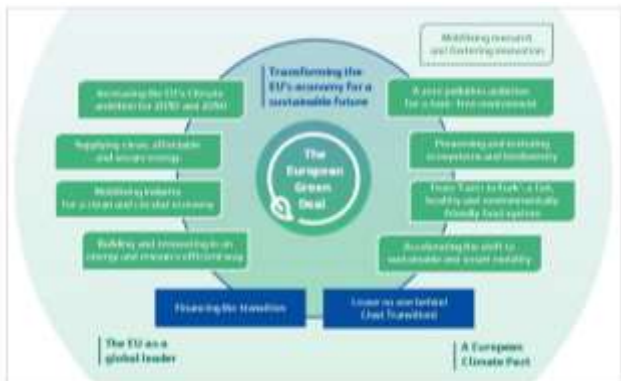 Mobilising research
and fostering innovation
Transforming the
EU's economy for a
sustainable future
Increasing the EU's Climate
ambition for 2030 and 2050
A zero pollution ambition
for a toxic-free environment
Supplying clean, affordable
and secure energy
Preserving and restoring
ecosystems and biodiversity
The
European
Green
Deal
Mobilising industry
for a clean and circular economy
From 'Farm to Fork': a fair,
healthy and environmentally
friendly food system
Building and renovating in an
energy and resource efficient way
Accelerating the shift to
sustainable and smart mobility
Financing the transition
Leave no one behind
(Just Transition)
The EU as a
global leader
A European
Climate Pact